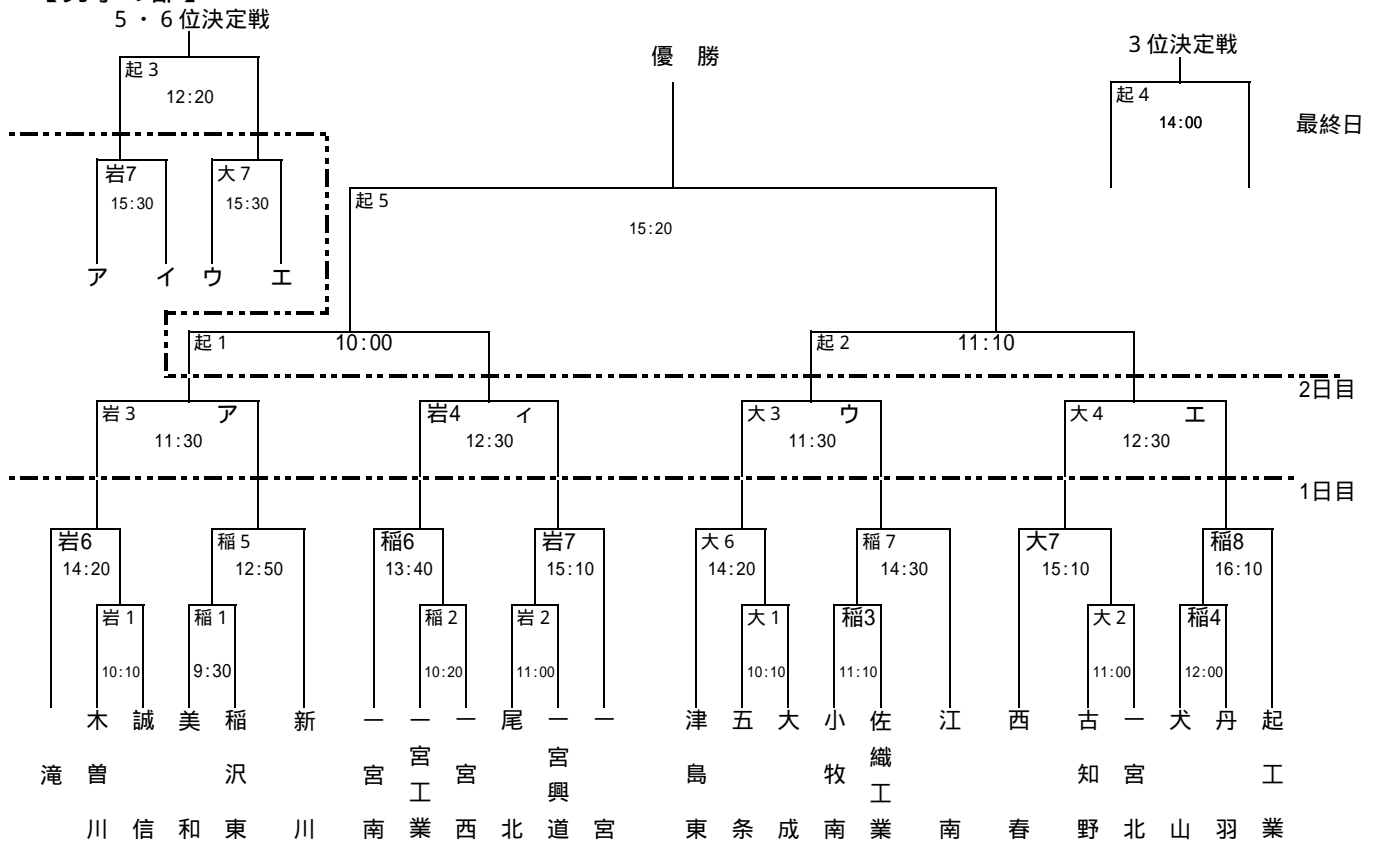 5・6位決定戦
優 勝
3位決定戦
起3
12:20
起4
14:00
最終日
岩7
15:30
大7
15:30
ア
イ
ウ
エ
起5
15:20
起1
10:00
起2
11:10
2日目
岩3
ア
11:30
岩4
ィ
12:30
大3
ウ
11:30
大4
エ
12:30
1日目
岩6
14:20
稲5
12:50
稲6
13:40
岩7
15:10
大6
14:20
稲7
14:30
大7
15:10
稲8
16:10
岩1
10:10
稲1
9:30
稲2
10:20
岩2
11:00
大1
10:10
稲3
11:10
大2
11:00
稲4
12:00
滝
木曽川
誠信
美和
稲沢東
新川
一宮南
一宮工業
一宮西
尾北
一宮興道
一宮
津島東
五条
大成
小牧南
佐織工業
江南
西春
古知野
一宮北
犬山
丹羽
起工業